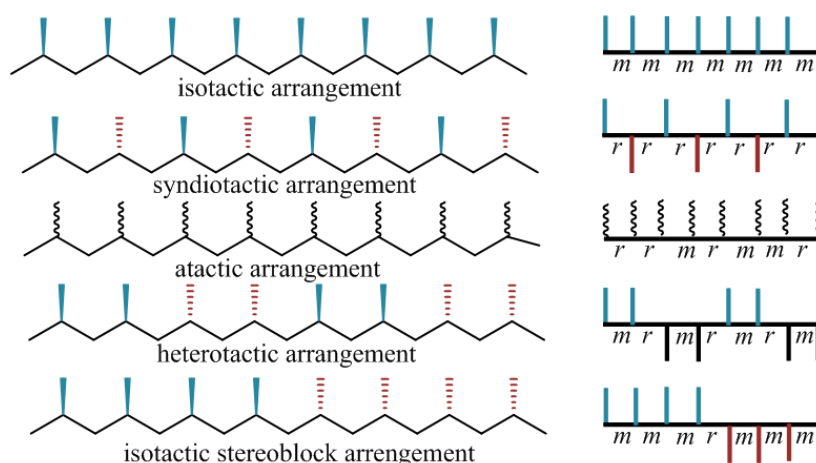 isotactic arrangement
m m m m m m m
syndiotactic arrangement
r r r r r r r
atactic arrangement
r r m r m m r
heterotactic arrangement
m r m r m r m
isotactic stereoblock arrengement
m m m r m m m